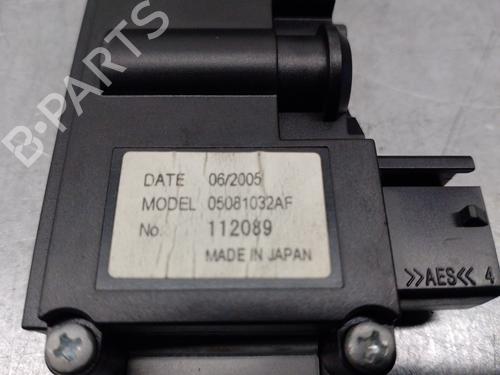 B-PARTS
DATE 06/2005
MODEL 05081032AF
No. 112089
MADE IN JAPAN
>>AES<< 4